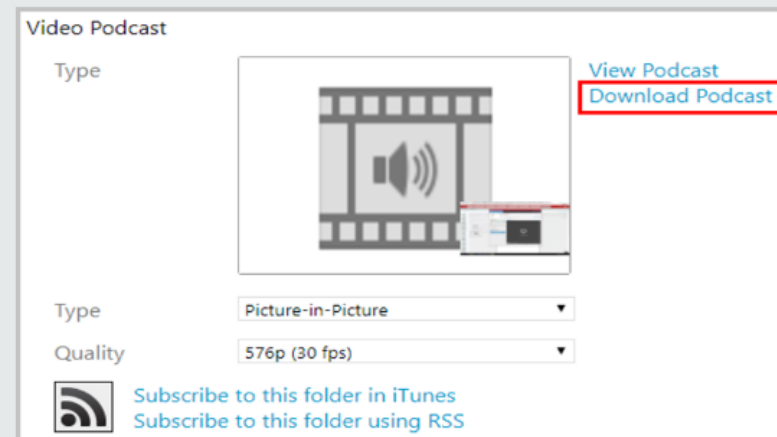 Video Podcast
Type
View Podcast
Download Podcast
Type
Picture-in-Picture
Quality
576p (30 fps)
Subscribe to this folder in iTunes
Subscribe to this folder using RSS